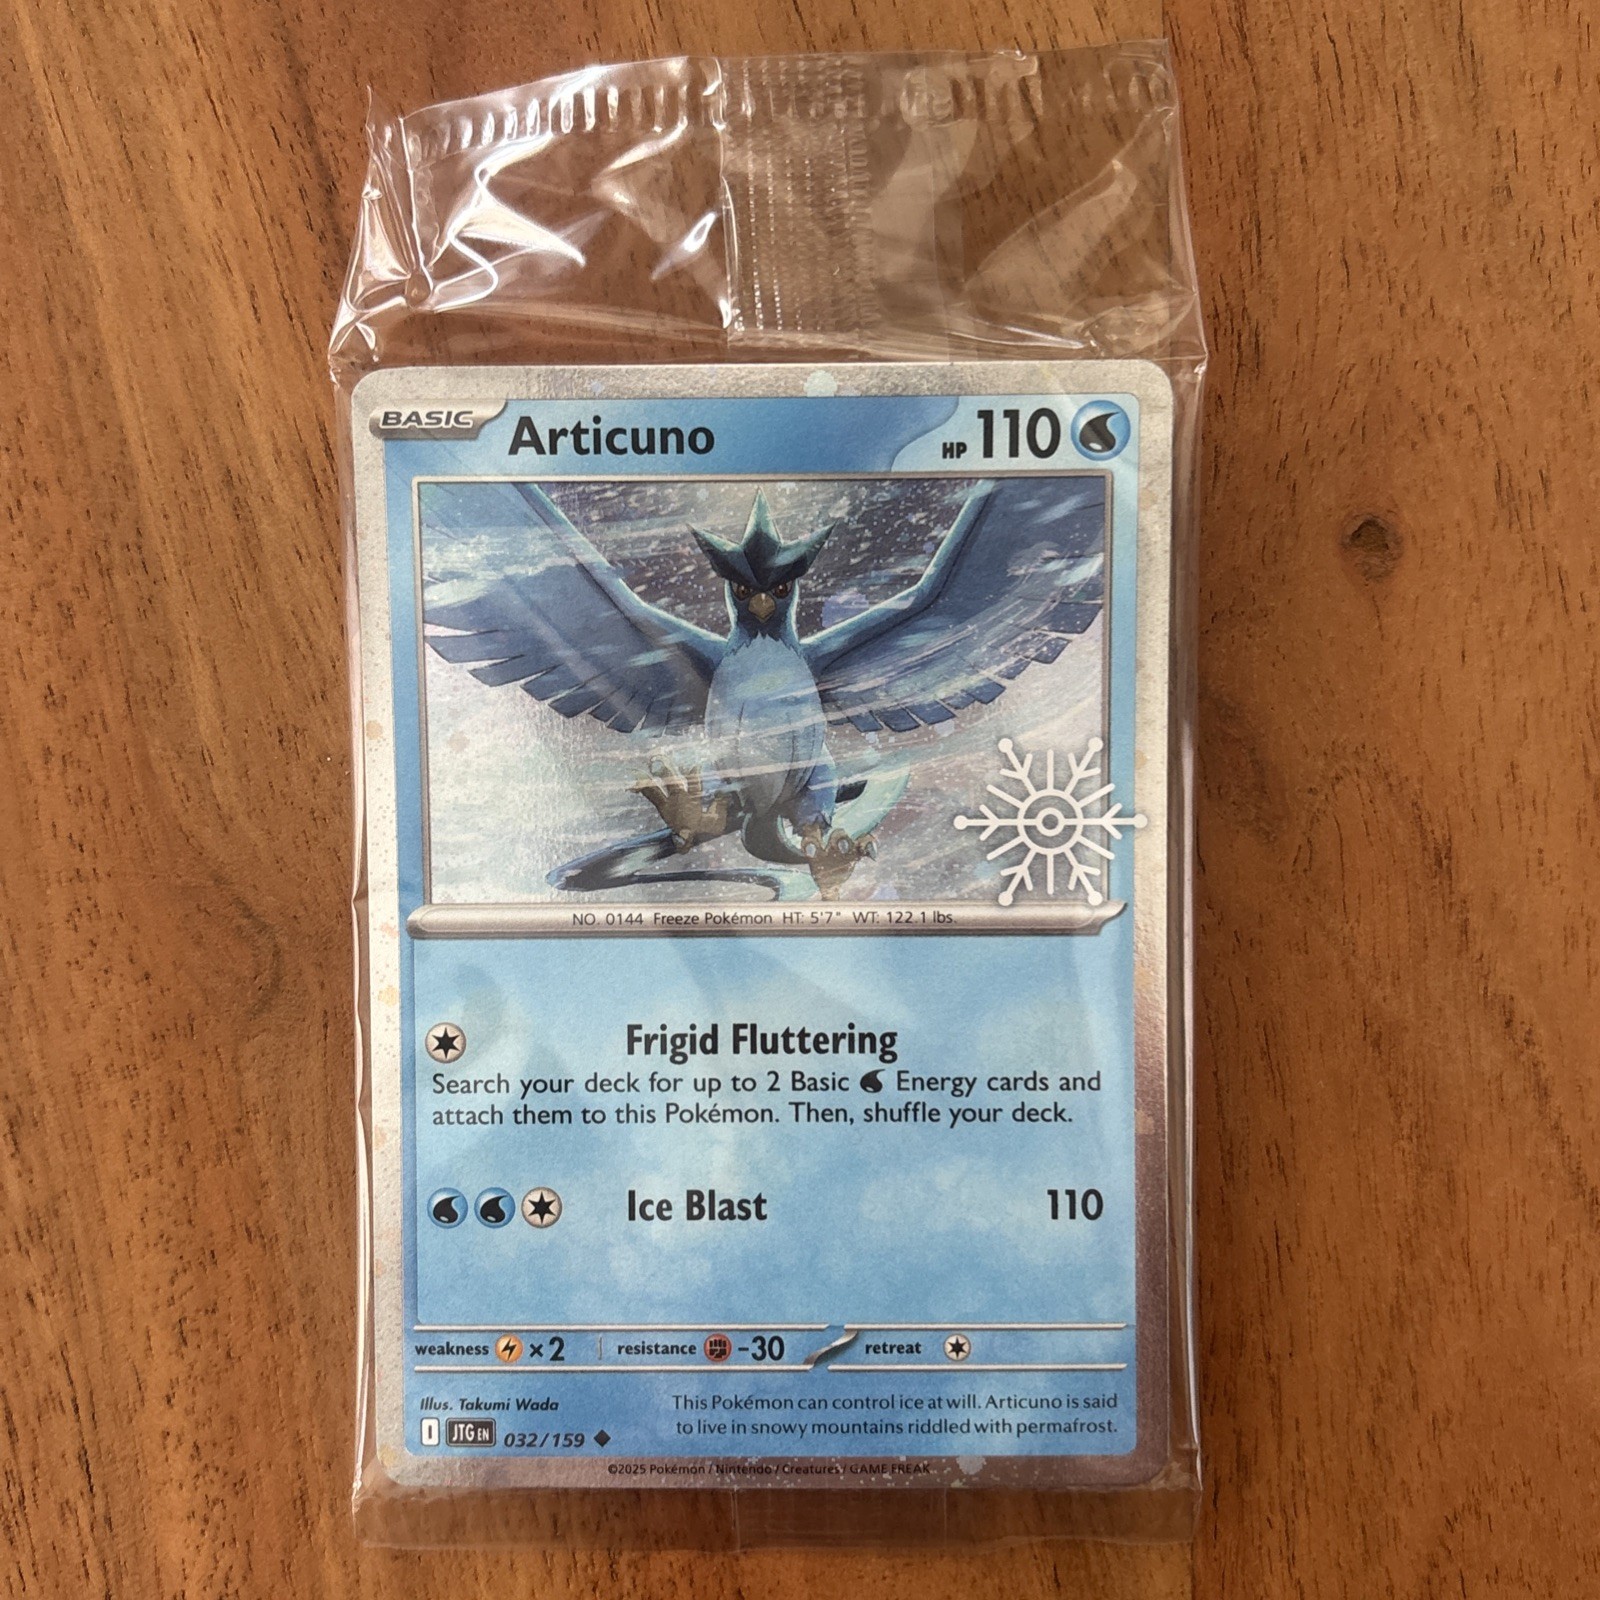 BASIC Articuno HP 110
NO. 0144 Freeze Pokémon HT: 5'7" WT: 122.1 lbs.
Frigid Fluttering
Search your deck for up to 2 Basic Energy cards and
attach them to this Pokémon. Then, shuffle your deck.
Ice Blast 110
weakness ×2 resistance -30 retreat
Illus. Takumi Wada
This Pokémon can control ice at will. Articuno is said
to live in snowy mountains riddled with permafrost.
I JTG EN 032/159
©2025 Pokémon / Nintendo / Creatures / GAME FREAK